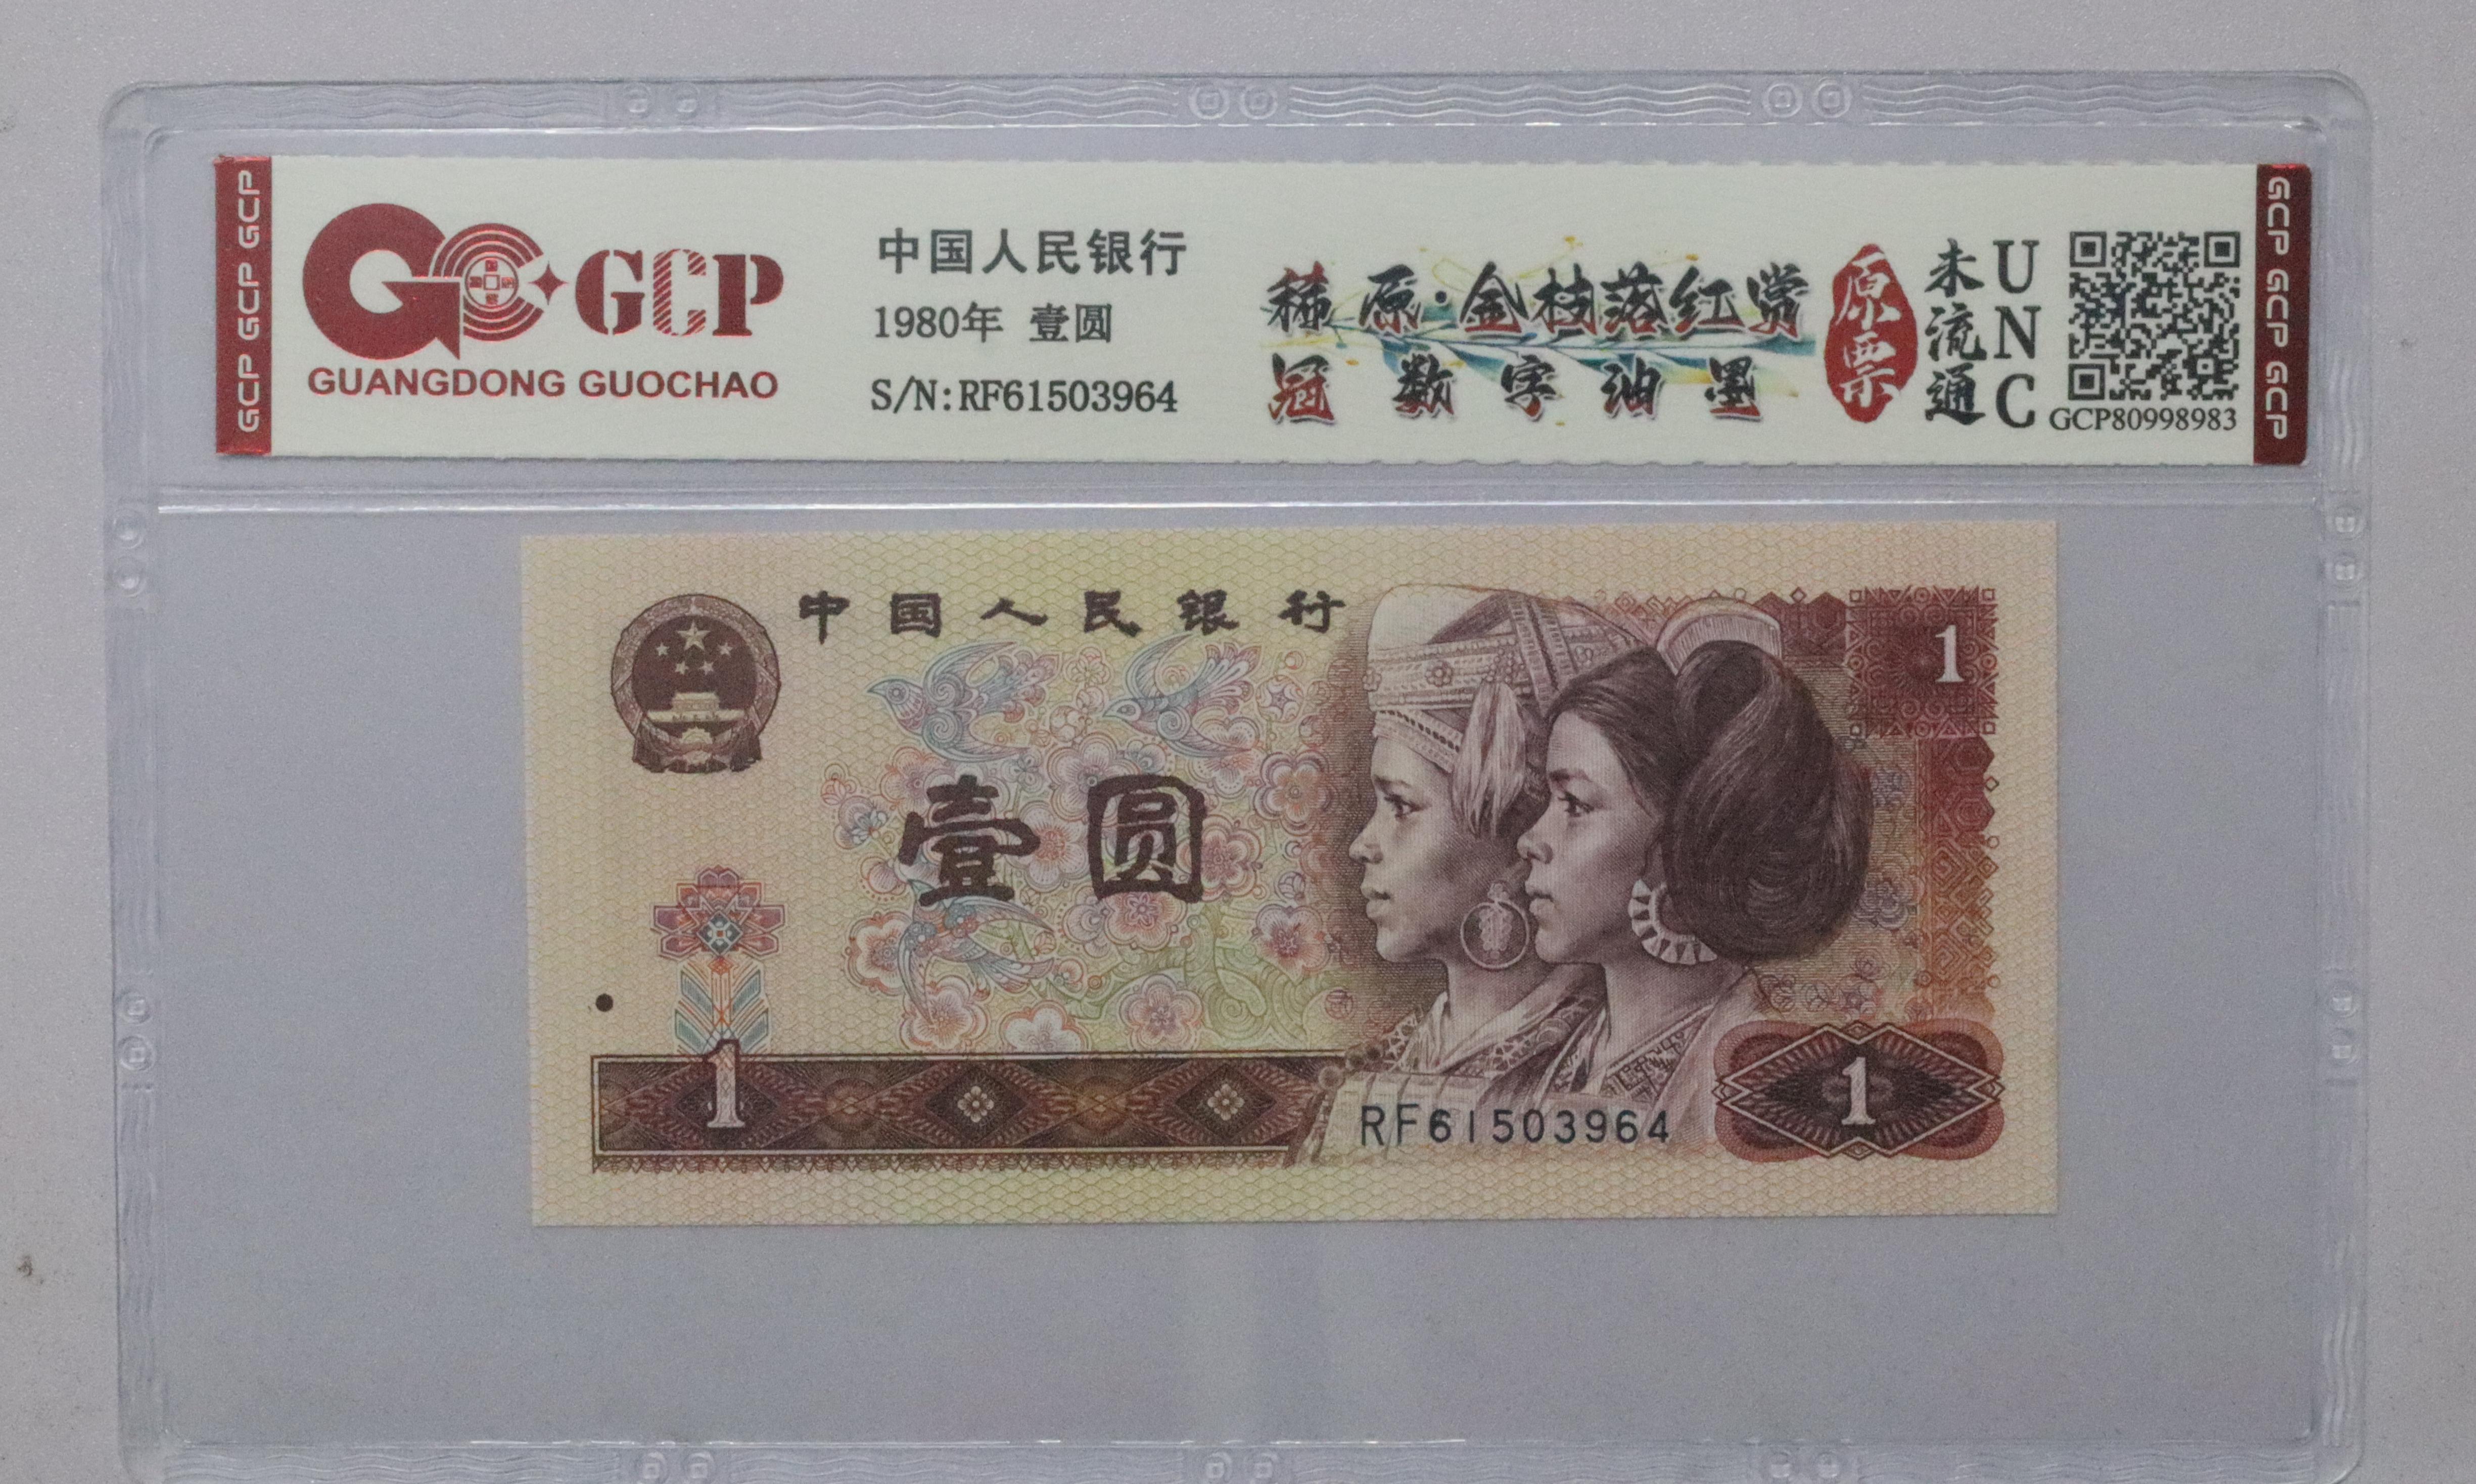 GCP GCP GCP
GCP
GUANGDONG GUOCHAO
中国人民银行
1980年 壹圆
S/N:RF61503964
稀原·金枝落红赏
冠数字油墨
原票
未流通
UNC
GCP80998983
GCP GCP GCP
中国人民银行
1
壹圆
1
RF61503964
1